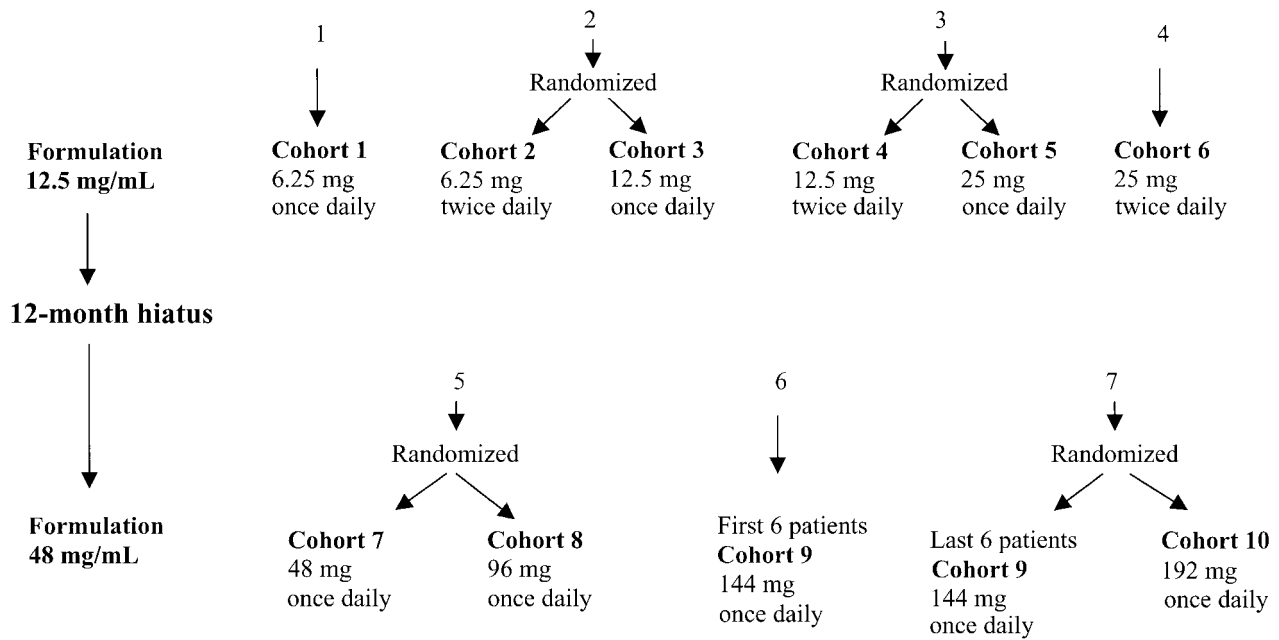 1
2
3
4
Randomized
Randomized
Formulation
12.5 mg/mL
Cohort 1
6.25 mg
once daily
Cohort 2
6.25 mg
twice daily
Cohort 3
12.5 mg
once daily
Cohort 4
12.5 mg
twice daily
Cohort 5
25 mg
once daily
Cohort 6
25 mg
twice daily
12-month hiatus
5
6
7
Randomized
Randomized
Formulation
48 mg/mL
Cohort 7
48 mg
once daily
Cohort 8
96 mg
once daily
First 6 patients
Cohort 9
144 mg
once daily
Last 6 patients
Cohort 9
144 mg
once daily
Cohort 10
192 mg
once daily